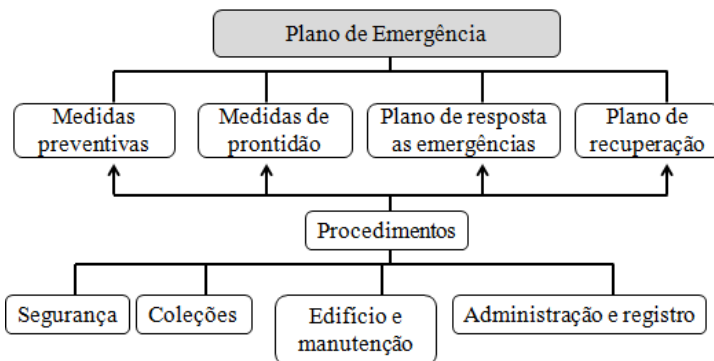 Plano de Emergência
Medidas
preventivas
Medidas de
prontidão
Plano de resposta
as emergências
Plano de
recuperação
Procedimentos
Segurança
Coleções
Edifício e
manutenção
Administração e registro